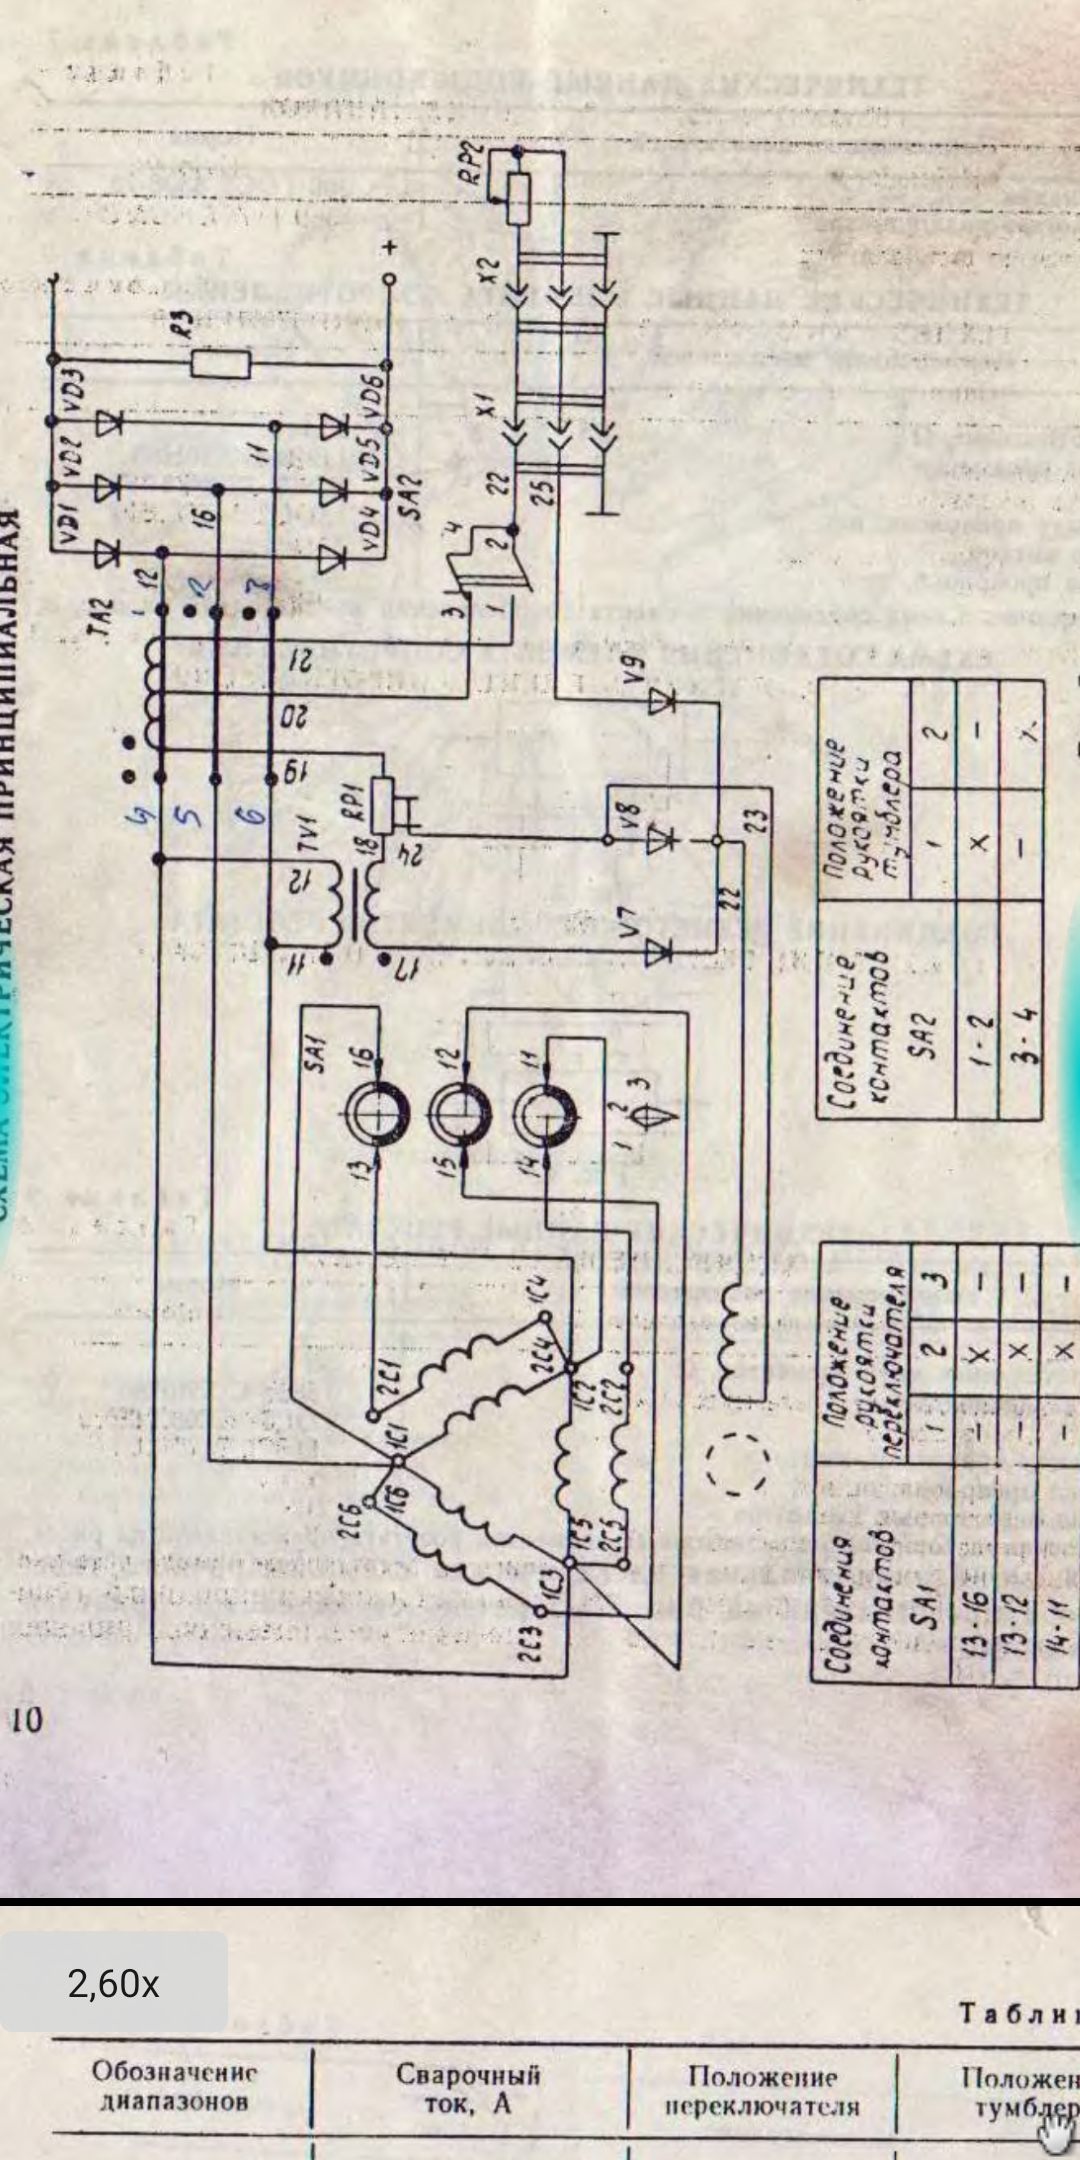 СХЕМА ЭЛЕКТРИЧЕСКАЯ ПРИНЦИПИАЛЬНАЯ
10
VD1
VD2
VD3
R3
+
VD4
VD5
VD6
TA2
1
12
16
11
4
5
6
19
20
21
SA2
3
4
1
2
22
25
X1
X2
RP2
TV1
RP1
12
11
18
17
24
V7
V8
V9
22
23
SA1
13
16
15
12
14
11
1 2 3
2C1
1C1
1C4
2C4
1C2
2C2
2C6
1C6
1C5
2C5
1C3
2C3
Соединение
контактов
SA2
Положение
рукоятки
тумблера
1 2
1-2 X –
3-4 – X
Соединения
контактов
SA1
Положение
рукоятки
переключателя
1 2 3
13-16 – X –
13-12 – X –
14-11 – X –
2,60x
Обозначение
диапазонов
Сварочный
ток, А
Положение
переключателя